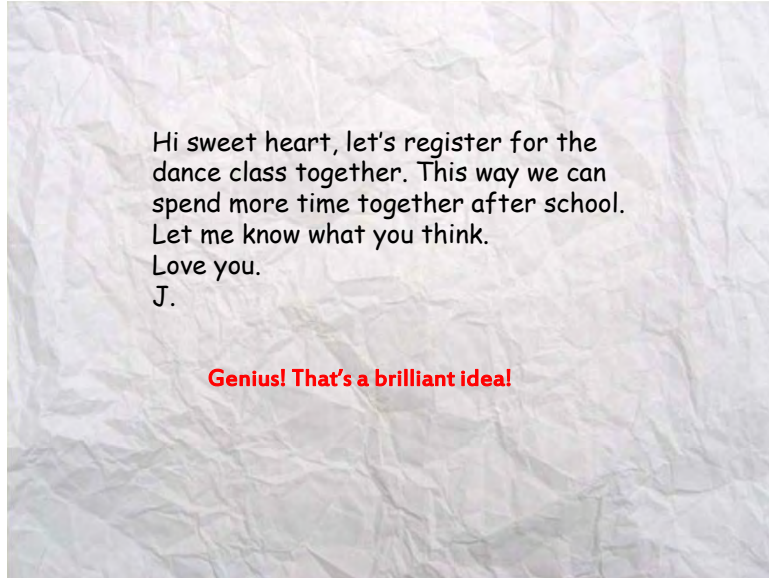 Hi sweet heart, let's register for the
dance class together. This way we can
spend more time together after school.
Let me know what you think.
Love you.
J.
Genius! That's a brilliant idea!